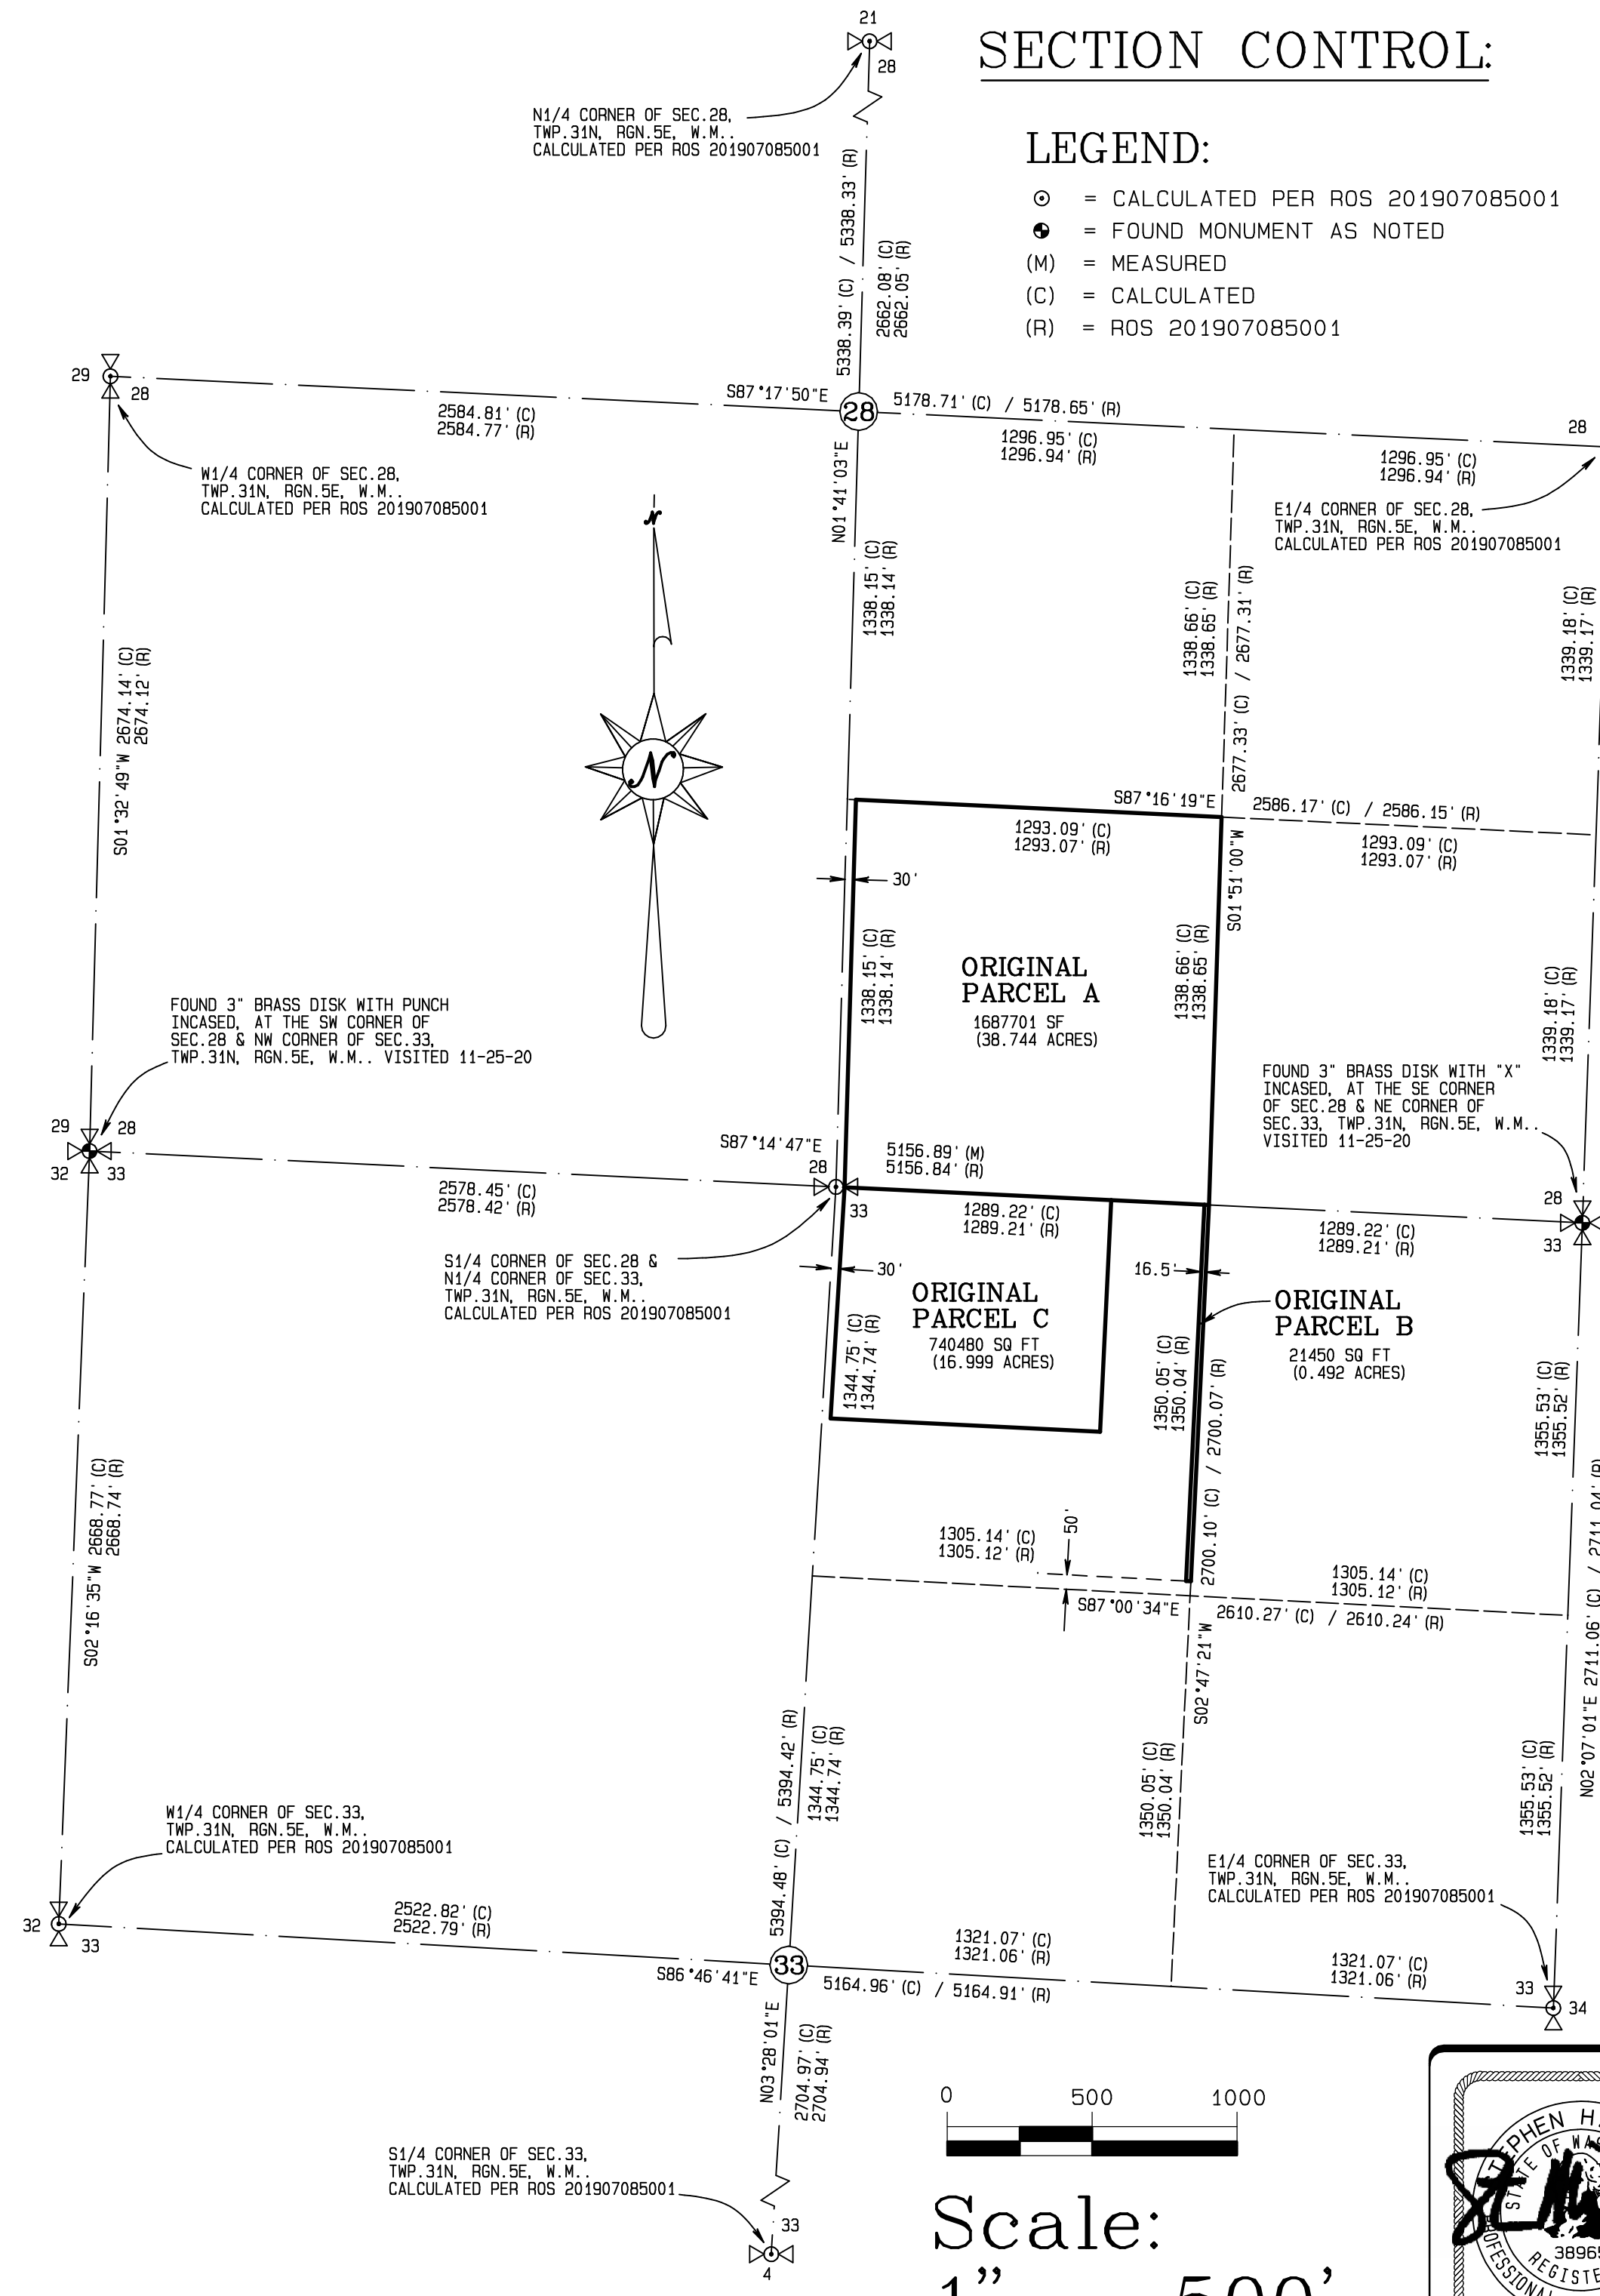 SECTION CONTROL:
21
28
N1/4 CORNER OF SEC.28,
TWP.31N, RGN.5E, W.M..
CALCULATED PER ROS 201907085001
LEGEND:
= CALCULATED PER ROS 201907085001
= FOUND MONUMENT AS NOTED
(M) = MEASURED
(C) = CALCULATED
(R) = ROS 201907085001
5338.39' (C) / 5338.33' (R)
2662.08' (C)
2662.05' (R)
29
28
2584.81' (C)
2584.77' (R)
S87°17'50"E
28
5178.71' (C) / 5178.65' (R)
1296.95' (C)
1296.94' (R)
1296.95' (C)
1296.94' (R)
28
W1/4 CORNER OF SEC.28,
TWP.31N, RGN.5E, W.M..
CALCULATED PER ROS 201907085001
N01°41'03"E
E1/4 CORNER OF SEC.28,
TWP.31N, RGN.5E, W.M..
CALCULATED PER ROS 201907085001
N
1338.15' (C)
1338.14' (R)
1338.66' (C)
1338.65' (R)
2677.33' (C) / 2677.31' (R)
1339.18' (C)
1339.17' (R)
S01°32'49"W 2674.14' (C)
2674.12' (R)
N
S87°16'19"E
2586.17' (C) / 2586.15' (R)
1293.09' (C)
1293.07' (R)
1293.09' (C)
1293.07' (R)
30'
S01°51'00"W
1338.15' (C)
1338.14' (R)
ORIGINAL
PARCEL A
1687701 SF
(38.744 ACRES)
1338.66' (C)
1338.65' (R)
1339.18' (C)
1339.17' (R)
FOUND 3" BRASS DISK WITH PUNCH
INCASED, AT THE SW CORNER OF
SEC.28 & NW CORNER OF SEC.33,
TWP.31N, RGN.5E, W.M.. VISITED 11-25-20
FOUND 3" BRASS DISK WITH "X"
INCASED, AT THE SE CORNER
OF SEC.28 & NE CORNER OF
SEC.33, TWP.31N, RGN.5E, W.M..
VISITED 11-25-20
29
28
32
33
S87°14'47"E
28
33
5156.89' (M)
5156.84' (R)
2578.45' (C)
2578.42' (R)
1289.22' (C)
1289.21' (R)
1289.22' (C)
1289.21' (R)
28
33
S1/4 CORNER OF SEC.28 &
N1/4 CORNER OF SEC.33,
TWP.31N, RGN.5E, W.M..
CALCULATED PER ROS 201907085001
30'
16.5'
ORIGINAL
PARCEL C
740480 SQ FT
(16.999 ACRES)
ORIGINAL
PARCEL B
21450 SQ FT
(0.492 ACRES)
1344.75' (C)
1344.74' (R)
1350.05' (C)
1350.04' (R)
2700.10' (C) / 2700.07' (R)
1355.53' (C)
1355.52' (R)
S02°16'35"W 2668.77' (C)
2668.74' (R)
50'
1305.14' (C)
1305.12' (R)
1305.14' (C)
1305.12' (R)
S87°00'34"E
2610.27' (C) / 2610.24' (R)
S02°47'21"W
N02°07'01"E 2711.06' (C) / 2711.04' (R)
5394.48' (C) / 5394.42' (R)
1344.75' (C)
1344.74' (R)
1350.05' (C)
1350.04' (R)
1355.53' (C)
1355.52' (R)
W1/4 CORNER OF SEC.33,
TWP.31N, RGN.5E, W.M..
CALCULATED PER ROS 201907085001
E1/4 CORNER OF SEC.33,
TWP.31N, RGN.5E, W.M..
CALCULATED PER ROS 201907085001
32
33
2522.82' (C)
2522.79' (R)
S86°46'41"E
33
5164.96' (C) / 5164.91' (R)
1321.07' (C)
1321.06' (R)
1321.07' (C)
1321.06' (R)
33
34
N03°28'01"E
2704.97' (C)
2704.94' (R)
0 500 1000
S1/4 CORNER OF SEC.33,
TWP.31N, RGN.5E, W.M..
CALCULATED PER ROS 201907085001
33
4
Scale:
1" 500'
STATE OF
PROFESSIONAL